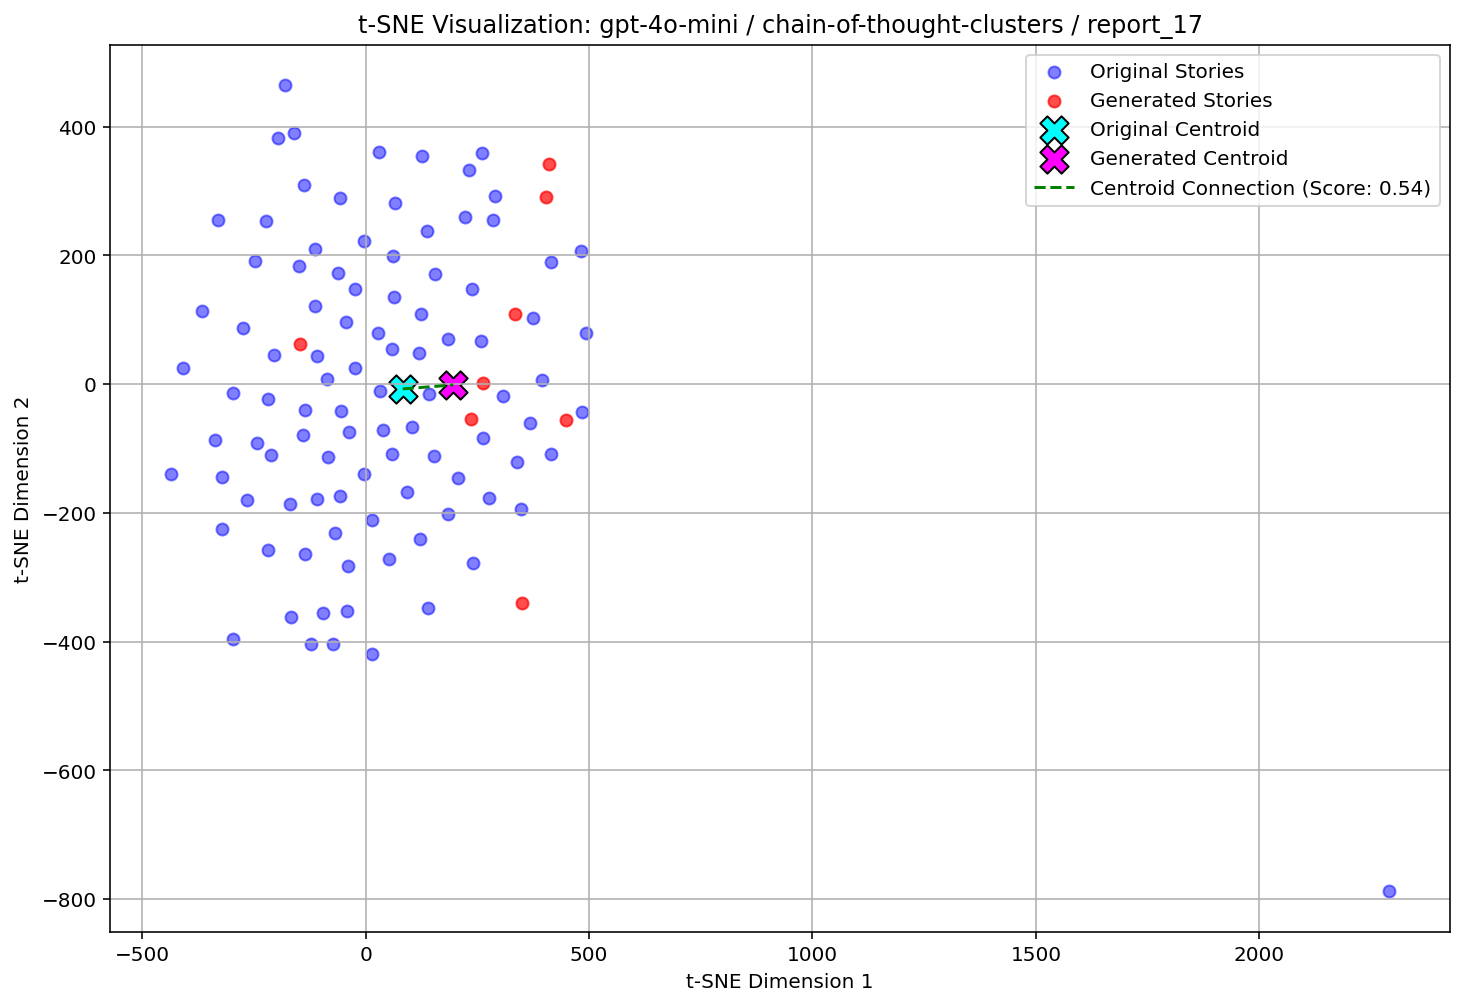 t-SNE Visualization: gpt-4o-mini / chain-of-thought-clusters / report_17
Original Stories
Generated Stories
Original Centroid
Generated Centroid
Centroid Connection (Score: 0.54)
t-SNE Dimension 2
400
200
0
−200
−400
−600
−800
−500
0
500
1000
1500
2000
t-SNE Dimension 1